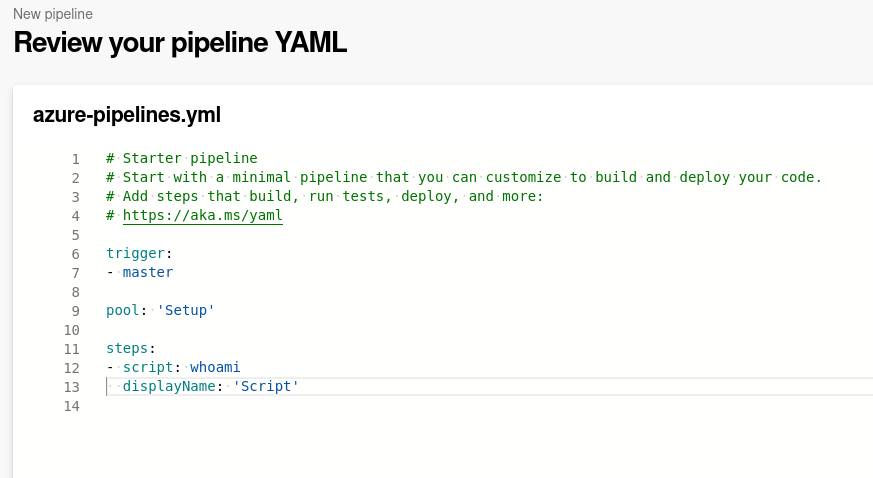 New pipeline
Review your pipeline YAML
azure-pipelines.yml
1 # Starter pipeline
2 # Start with a minimal pipeline that you can customize to build and deploy your code.
3 # Add steps that build, run tests, deploy, and more:
4 # https://aka.ms/yaml
5
6 trigger:
7 - master
8
9 pool: 'Setup'
10
11 steps:
12 - script: whoami
13   displayName: 'Script'
14